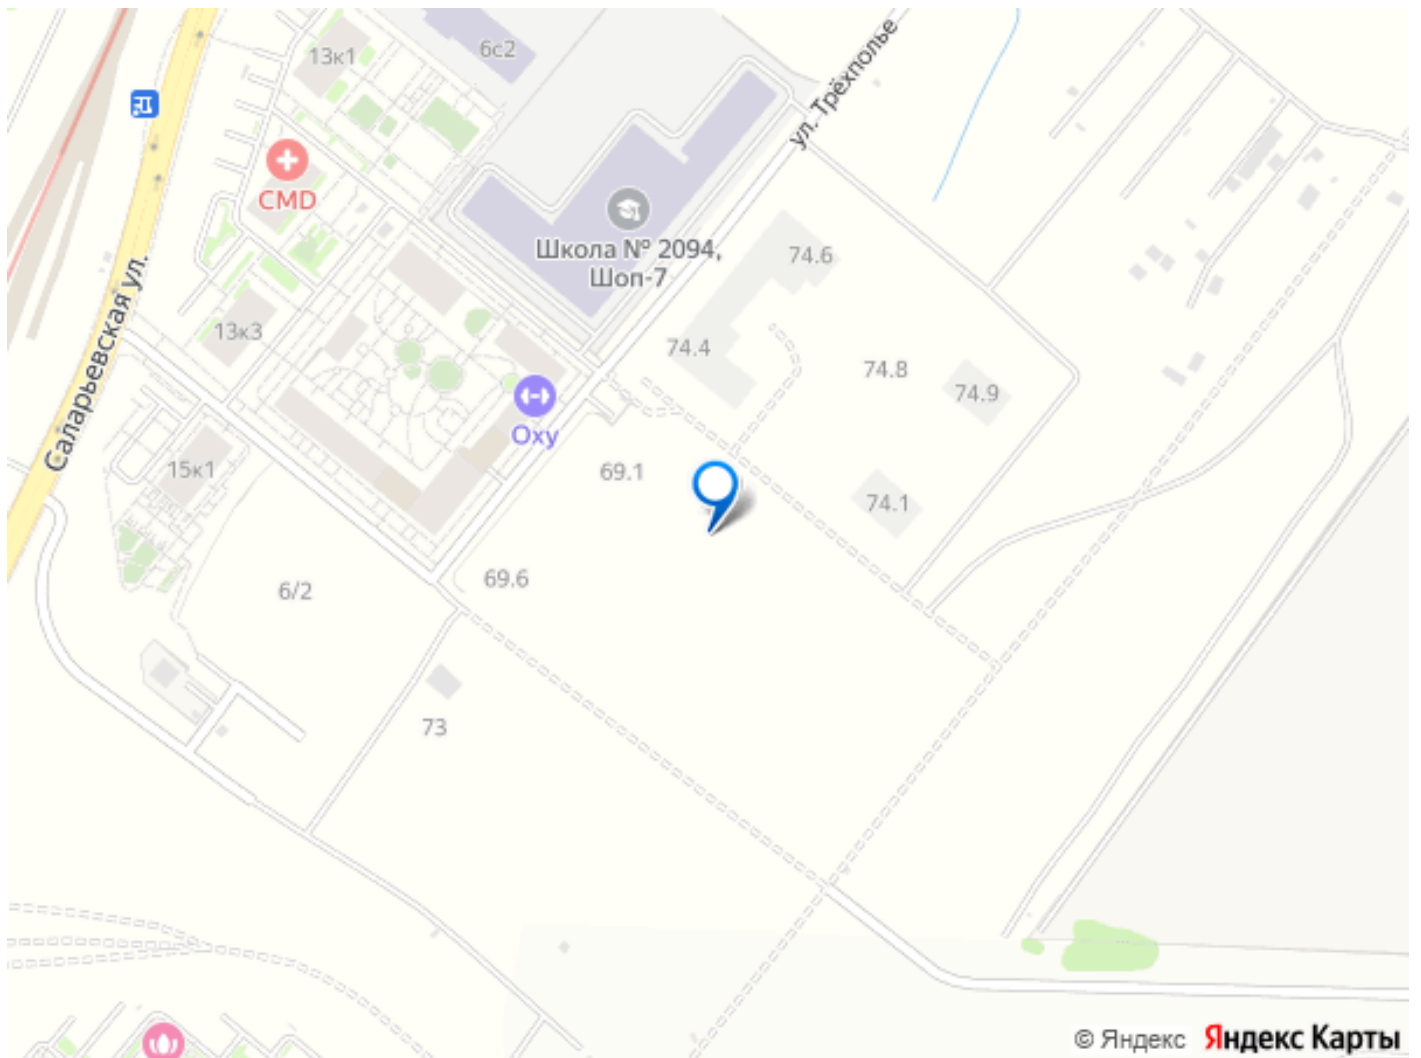 13к1
6с2
ул. Трёхполье
CMD
Школа № 2094,
Шоп-7
74.6
Саларьевская ул.
13к3
74.4
74.8
74.9
Oxy
15к1
69.1
74.1
69.6
6/2
73
© Яндекс Яндекс Карты